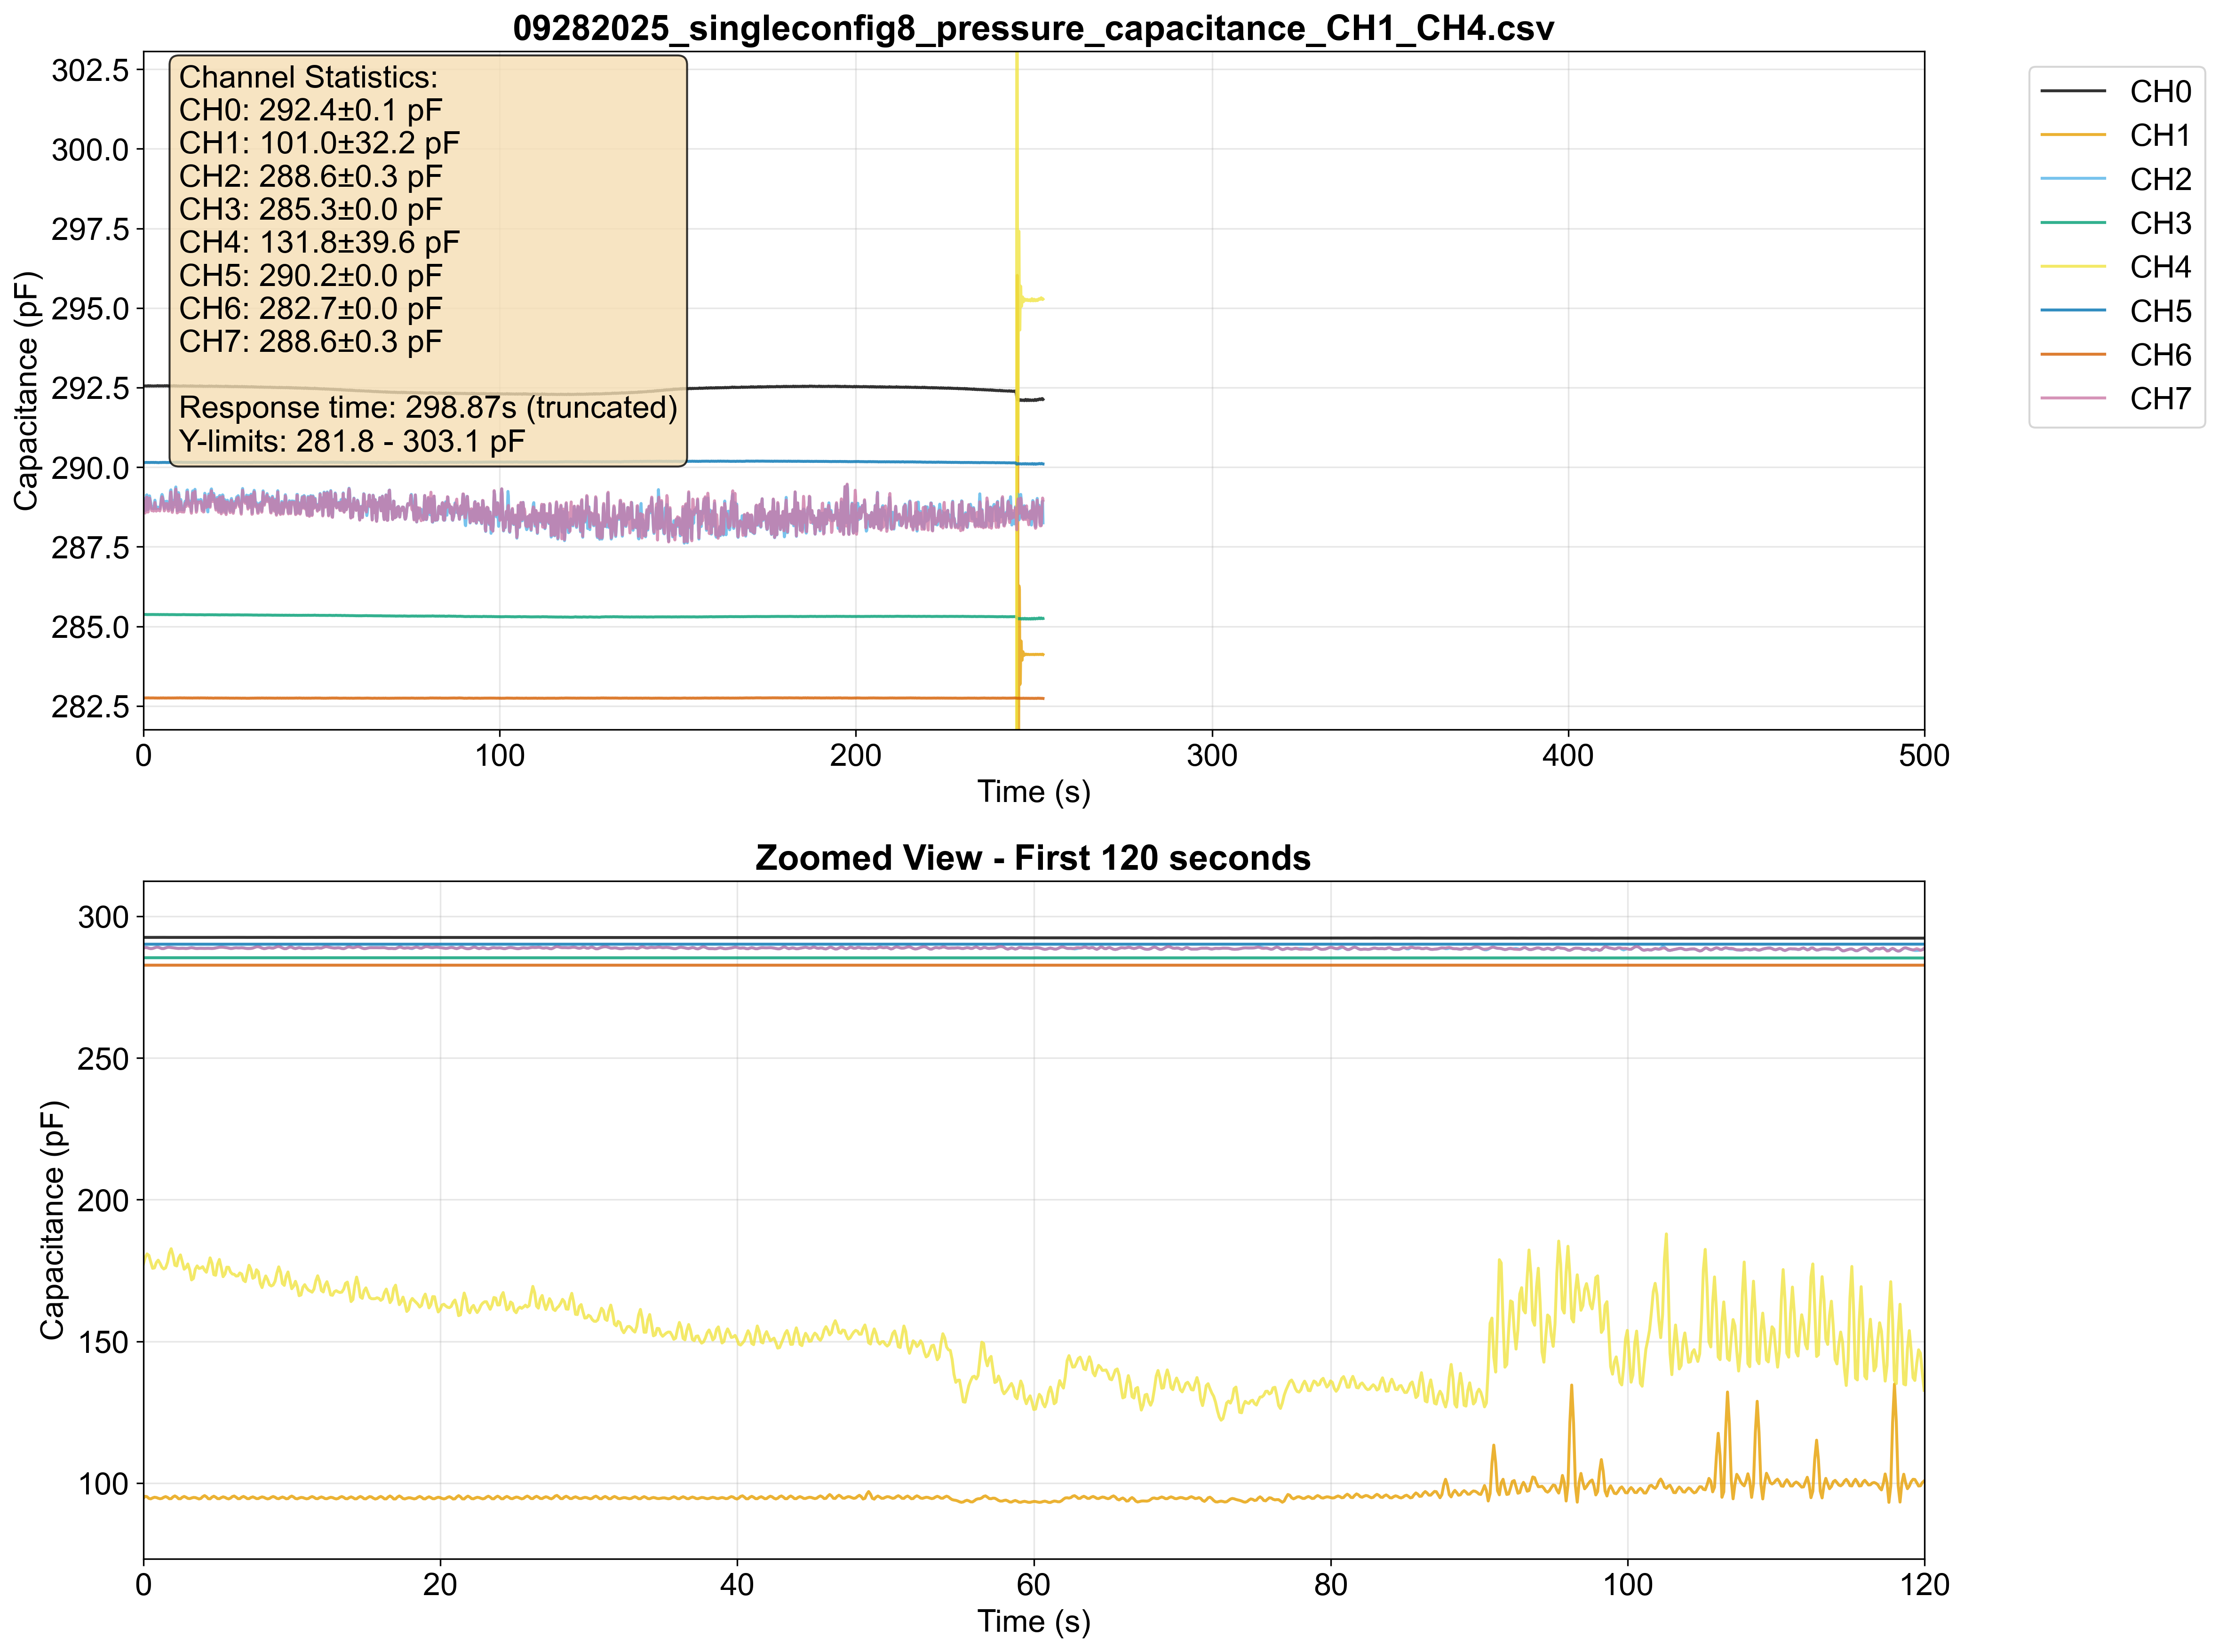 09282025_singleconfig8_pressure_capacitance_CH1_CH4.csv
Capacitance (pF)
302.5
300.0
297.5
295.0
292.5
290.0
287.5
285.0
282.5
Channel Statistics:
CH0: 292.4±0.1 pF
CH1: 101.0±32.2 pF
CH2: 288.6±0.3 pF
CH3: 285.3±0.0 pF
CH4: 131.8±39.6 pF
CH5: 290.2±0.0 pF
CH6: 282.7±0.0 pF
CH7: 288.6±0.3 pF
Response time: 298.87s (truncated)
Y-limits: 281.8 - 303.1 pF
CH0
CH1
CH2
CH3
CH4
CH5
CH6
CH7
0 100 200 300 400 500
Time (s)
Zoomed View - First 120 seconds
Capacitance (pF)
300
250
200
150
100
0 20 40 60 80 100 120
Time (s)